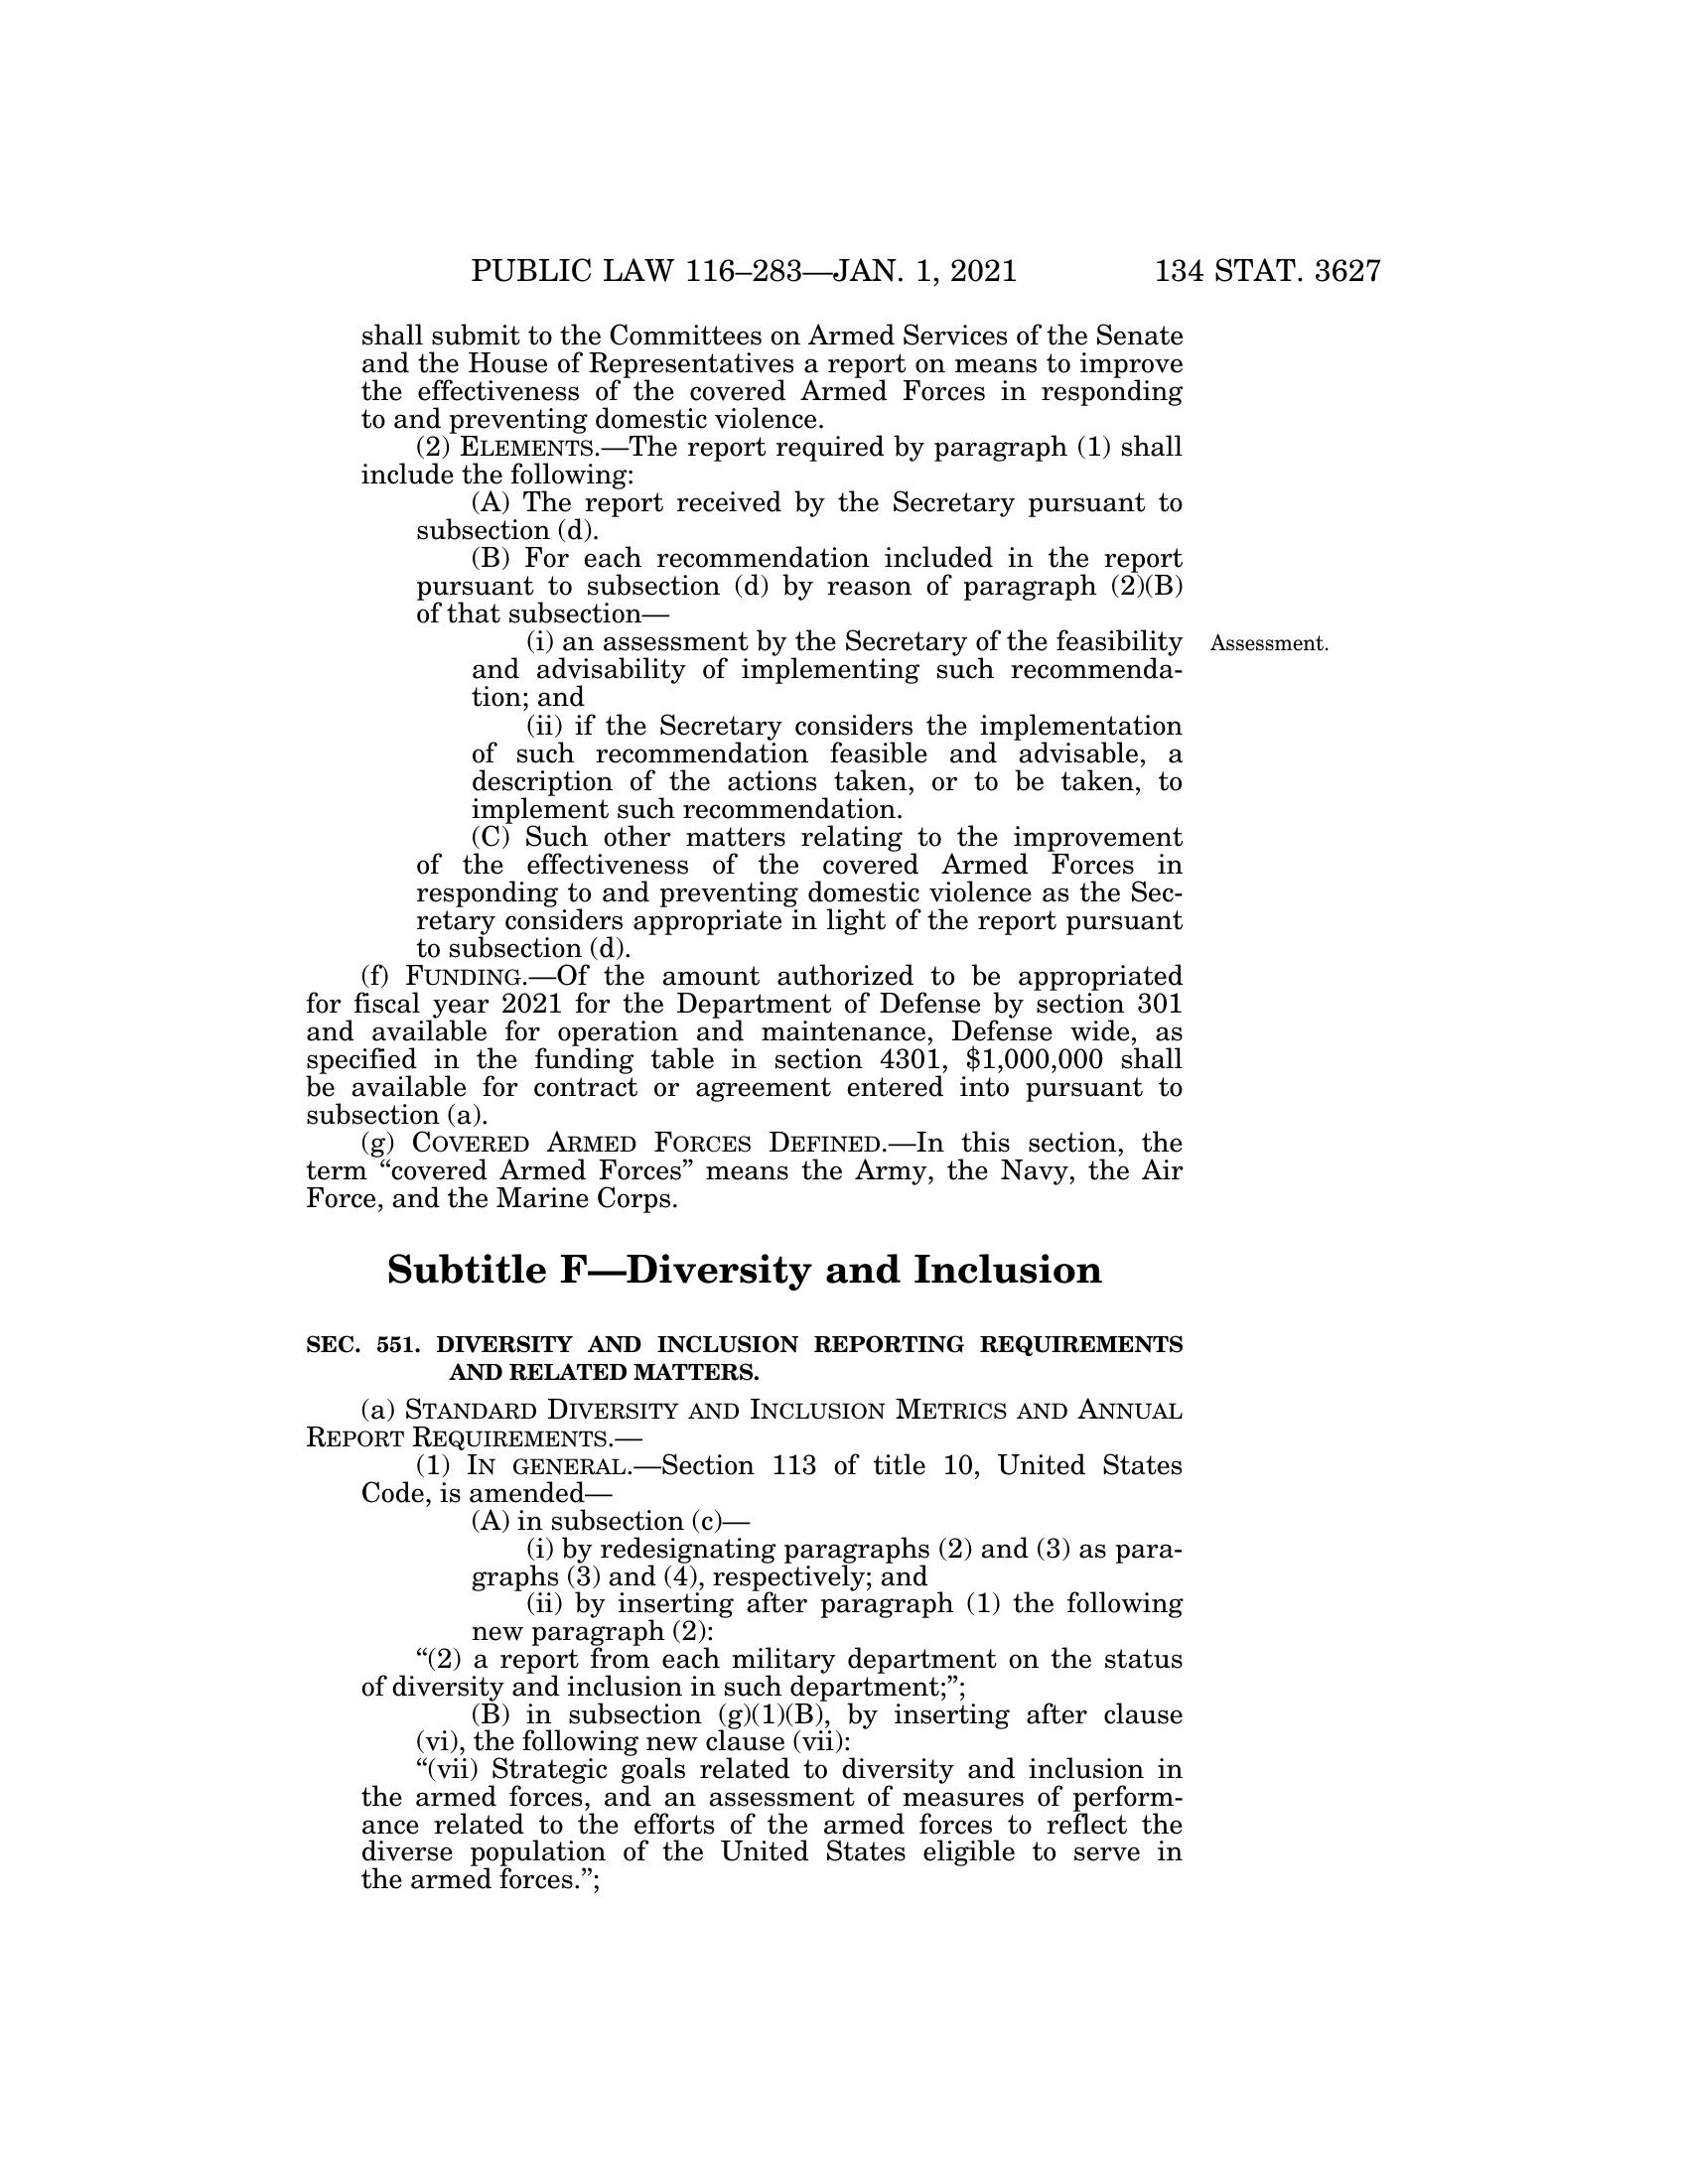 PUBLIC LAW 116–283—JAN. 1, 2021 134 STAT. 3627
shall submit to the Committees on Armed Services of the Senate
and the House of Representatives a report on means to improve
the effectiveness of the covered Armed Forces in responding
to and preventing domestic violence.
(2) ELEMENTS.—The report required by paragraph (1) shall
include the following:
(A) The report received by the Secretary pursuant to
subsection (d).
(B) For each recommendation included in the report
pursuant to subsection (d) by reason of paragraph (2)(B)
of that subsection—
(i) an assessment by the Secretary of the feasibility
Assessment.
and advisability of implementing such recommenda-
tion; and
(ii) if the Secretary considers the implementation
of such recommendation feasible and advisable, a
description of the actions taken, or to be taken, to
implement such recommendation.
(C) Such other matters relating to the improvement
of the effectiveness of the covered Armed Forces in
responding to and preventing domestic violence as the Sec-
retary considers appropriate in light of the report pursuant
to subsection (d).
(f) FUNDING.—Of the amount authorized to be appropriated
for fiscal year 2021 for the Department of Defense by section 301
and available for operation and maintenance, Defense wide, as
specified in the funding table in section 4301, $1,000,000 shall
be available for contract or agreement entered into pursuant to
subsection (a).
(g) COVERED ARMED FORCES DEFINED.—In this section, the
term “covered Armed Forces” means the Army, the Navy, the Air
Force, and the Marine Corps.
Subtitle F—Diversity and Inclusion
SEC. 551. DIVERSITY AND INCLUSION REPORTING REQUIREMENTS
AND RELATED MATTERS.
(a) STANDARD DIVERSITY AND INCLUSION METRICS AND ANNUAL
REPORT REQUIREMENTS.—
(1) IN GENERAL.—Section 113 of title 10, United States
Code, is amended—
(A) in subsection (c)—
(i) by redesignating paragraphs (2) and (3) as para-
graphs (3) and (4), respectively; and
(ii) by inserting after paragraph (1) the following
new paragraph (2):
“(2) a report from each military department on the status
of diversity and inclusion in such department;”;
(B) in subsection (g)(1)(B), by inserting after clause
(vi), the following new clause (vii):
“(vii) Strategic goals related to diversity and inclusion in
the armed forces, and an assessment of measures of perform-
ance related to the efforts of the armed forces to reflect the
diverse population of the United States eligible to serve in
the armed forces.”;